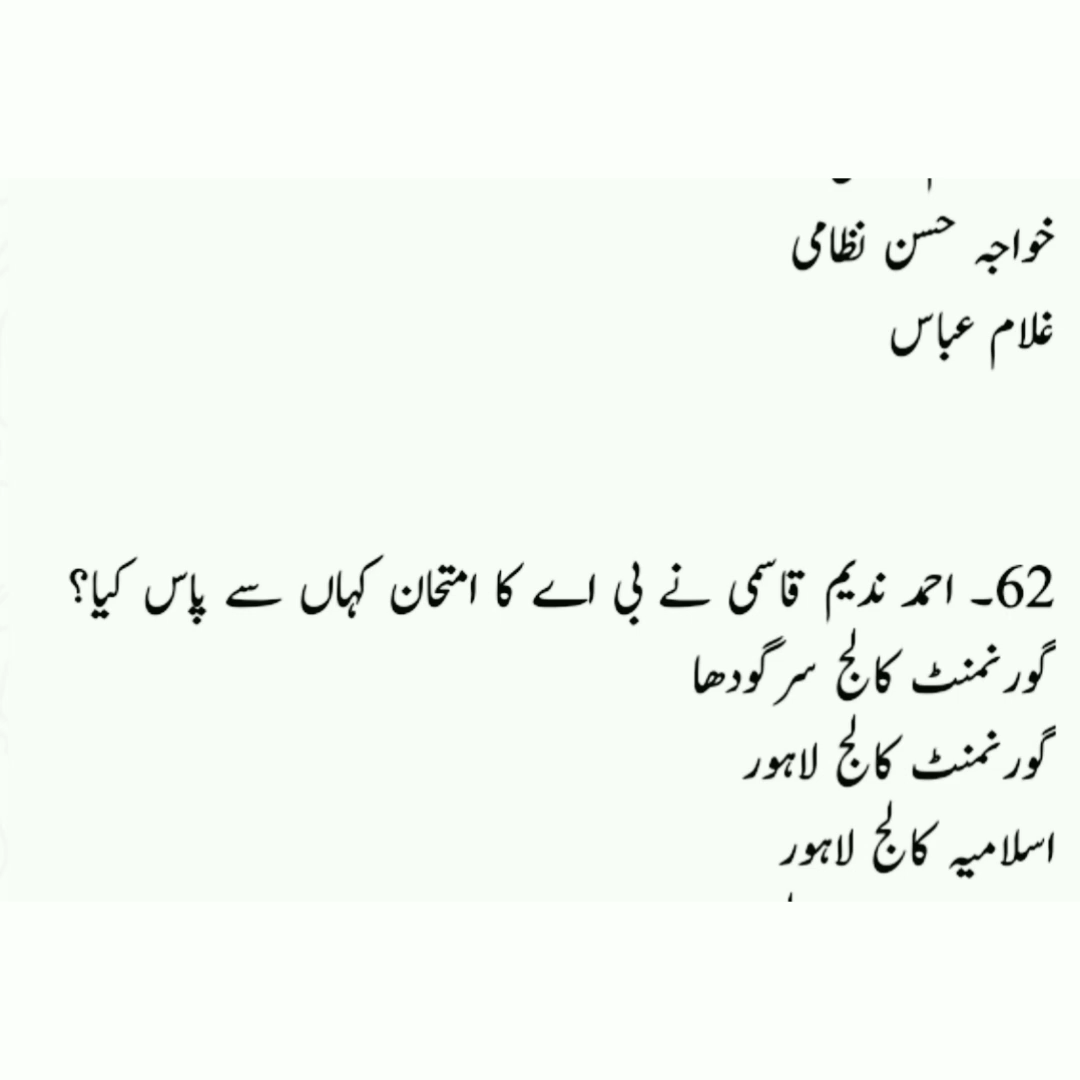 خواجہ حسن نظامی
غلام عباس
62۔ احمد ندیم قاسمی نے بی اے کا امتحان کہاں سے پاس کیا؟
گورنمنٹ کالج سرگودھا
گورنمنٹ کالج لاہور
اسلامیہ کالج لاہور